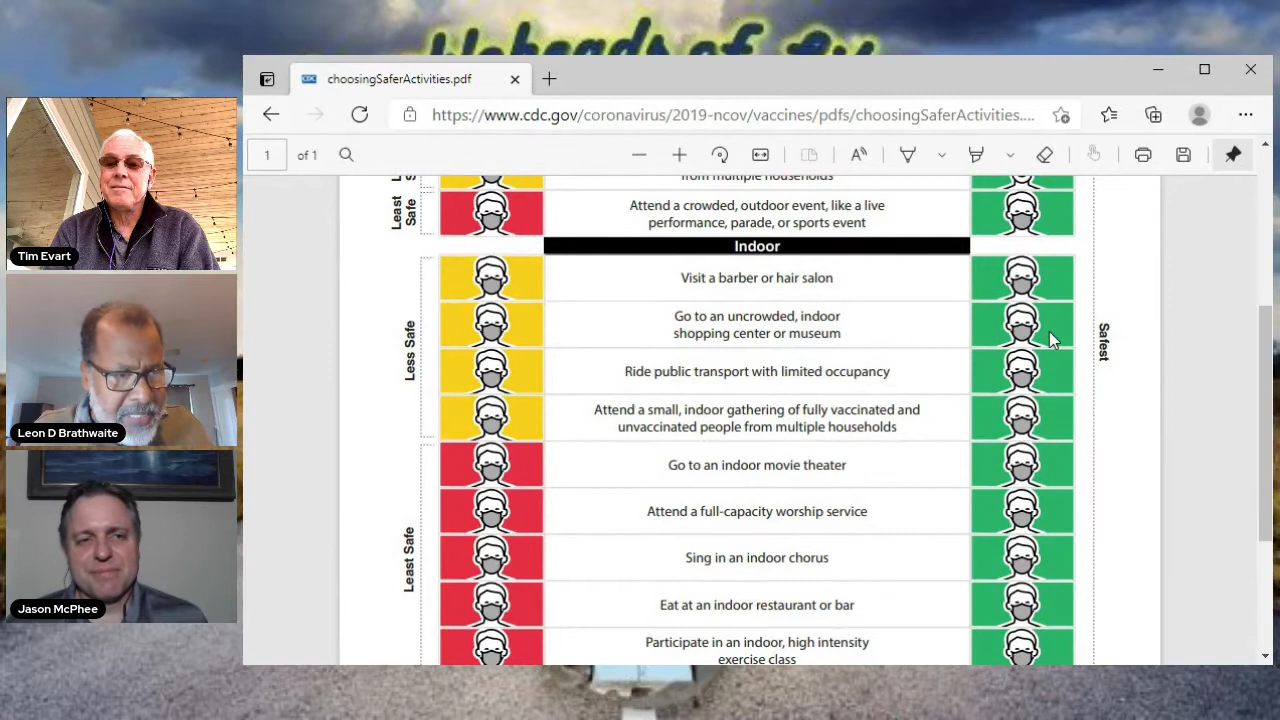 choosingSaferActivities.pdf
https://www.cdc.gov/coronavirus/2019-ncov/vaccines/pdfs/choosingSaferActivities....
1 of 1
from multiple households
Least
Safe
Attend a crowded, outdoor event, like a live
performance, parade, or sports event
Indoor
Less Safe
Visit a barber or hair salon
Go to an uncrowded, indoor
shopping center or museum
Safest
Ride public transport with limited occupancy
Attend a small, indoor gathering of fully vaccinated and
unvaccinated people from multiple households
Least Safe
Go to an indoor movie theater
Attend a full-capacity worship service
Sing in an indoor chorus
Eat at an indoor restaurant or bar
Participate in an indoor, high intensity
exercise class
Tim Evart
Leon D Brathwaite
Jason McPhee
CDC